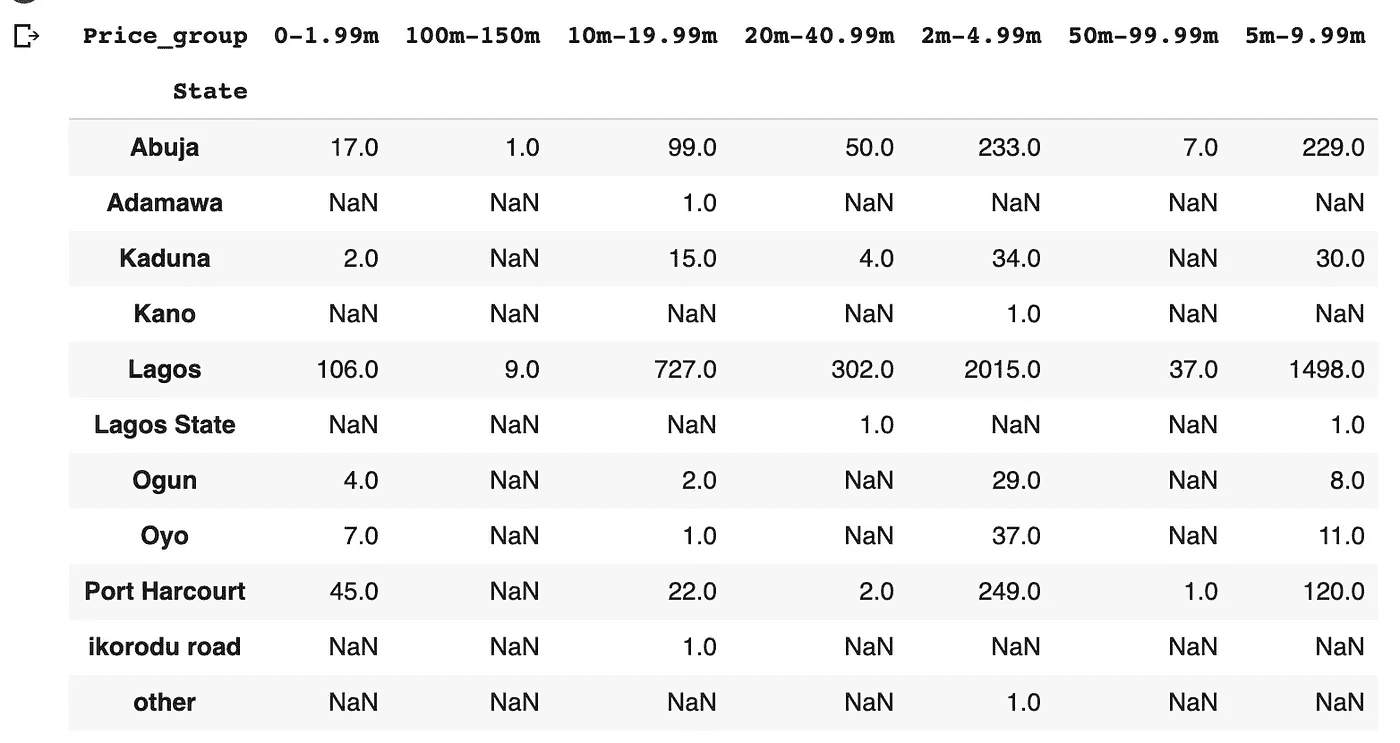 Price_group 0-1.99m 100m-150m 10m-19.99m 20m-40.99m 2m-4.99m 50m-99.99m 5m-9.99m
State
Abuja 17.0 1.0 99.0 50.0 233.0 7.0 229.0
Adamawa NaN NaN 1.0 NaN NaN NaN NaN
Kaduna 2.0 NaN 15.0 4.0 34.0 NaN 30.0
Kano NaN NaN NaN NaN 1.0 NaN NaN
Lagos 106.0 9.0 727.0 302.0 2015.0 37.0 1498.0
Lagos State NaN NaN NaN 1.0 NaN NaN 1.0
Ogun 4.0 NaN 2.0 NaN 29.0 NaN 8.0
Oyo 7.0 NaN 1.0 NaN 37.0 NaN 11.0
Port Harcourt 45.0 NaN 22.0 2.0 249.0 1.0 120.0
ikorodu road NaN NaN 1.0 NaN NaN NaN NaN
other NaN NaN NaN NaN 1.0 NaN NaN